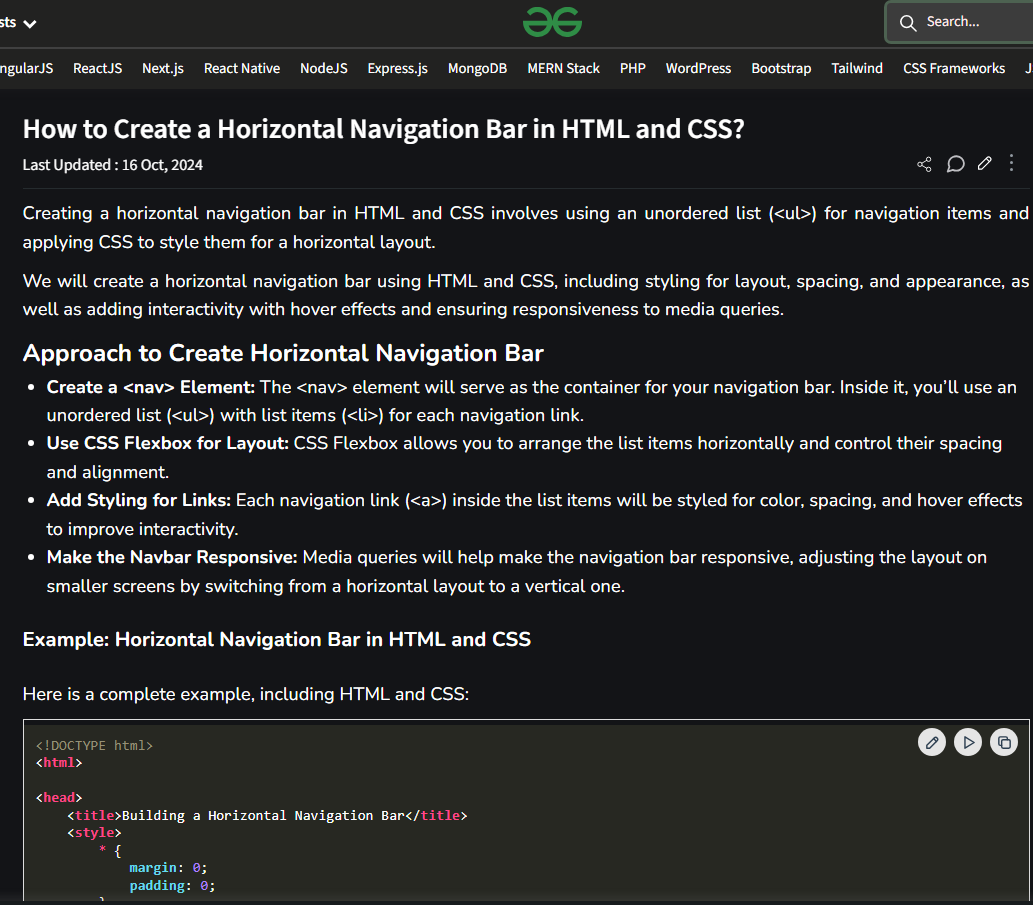 sts
Search...
ngularJS ReactJS Next.js React Native NodeJS Express.js MongoDB MERN Stack PHP WordPress Bootstrap Tailwind CSS Frameworks J
How to Create a Horizontal Navigation Bar in HTML and CSS?
Last Updated : 16 Oct, 2024
Creating a horizontal navigation bar in HTML and CSS involves using an unordered list (<ul>) for navigation items and
applying CSS to style them for a horizontal layout.
We will create a horizontal navigation bar using HTML and CSS, including styling for layout, spacing, and appearance, as
well as adding interactivity with hover effects and ensuring responsiveness to media queries.
Approach to Create Horizontal Navigation Bar
• Create a <nav> Element: The <nav> element will serve as the container for your navigation bar. Inside it, you’ll use an
unordered list (<ul>) with list items (<li>) for each navigation link.
• Use CSS Flexbox for Layout: CSS Flexbox allows you to arrange the list items horizontally and control their spacing
and alignment.
• Add Styling for Links: Each navigation link (<a>) inside the list items will be styled for color, spacing, and hover effects
to improve interactivity.
• Make the Navbar Responsive: Media queries will help make the navigation bar responsive, adjusting the layout on
smaller screens by switching from a horizontal layout to a vertical one.
Example: Horizontal Navigation Bar in HTML and CSS
Here is a complete example, including HTML and CSS:
<!DOCTYPE html>
<html>
<head>
<title>Building a Horizontal Navigation Bar</title>
<style>
* {
margin: 0;
padding: 0;
}